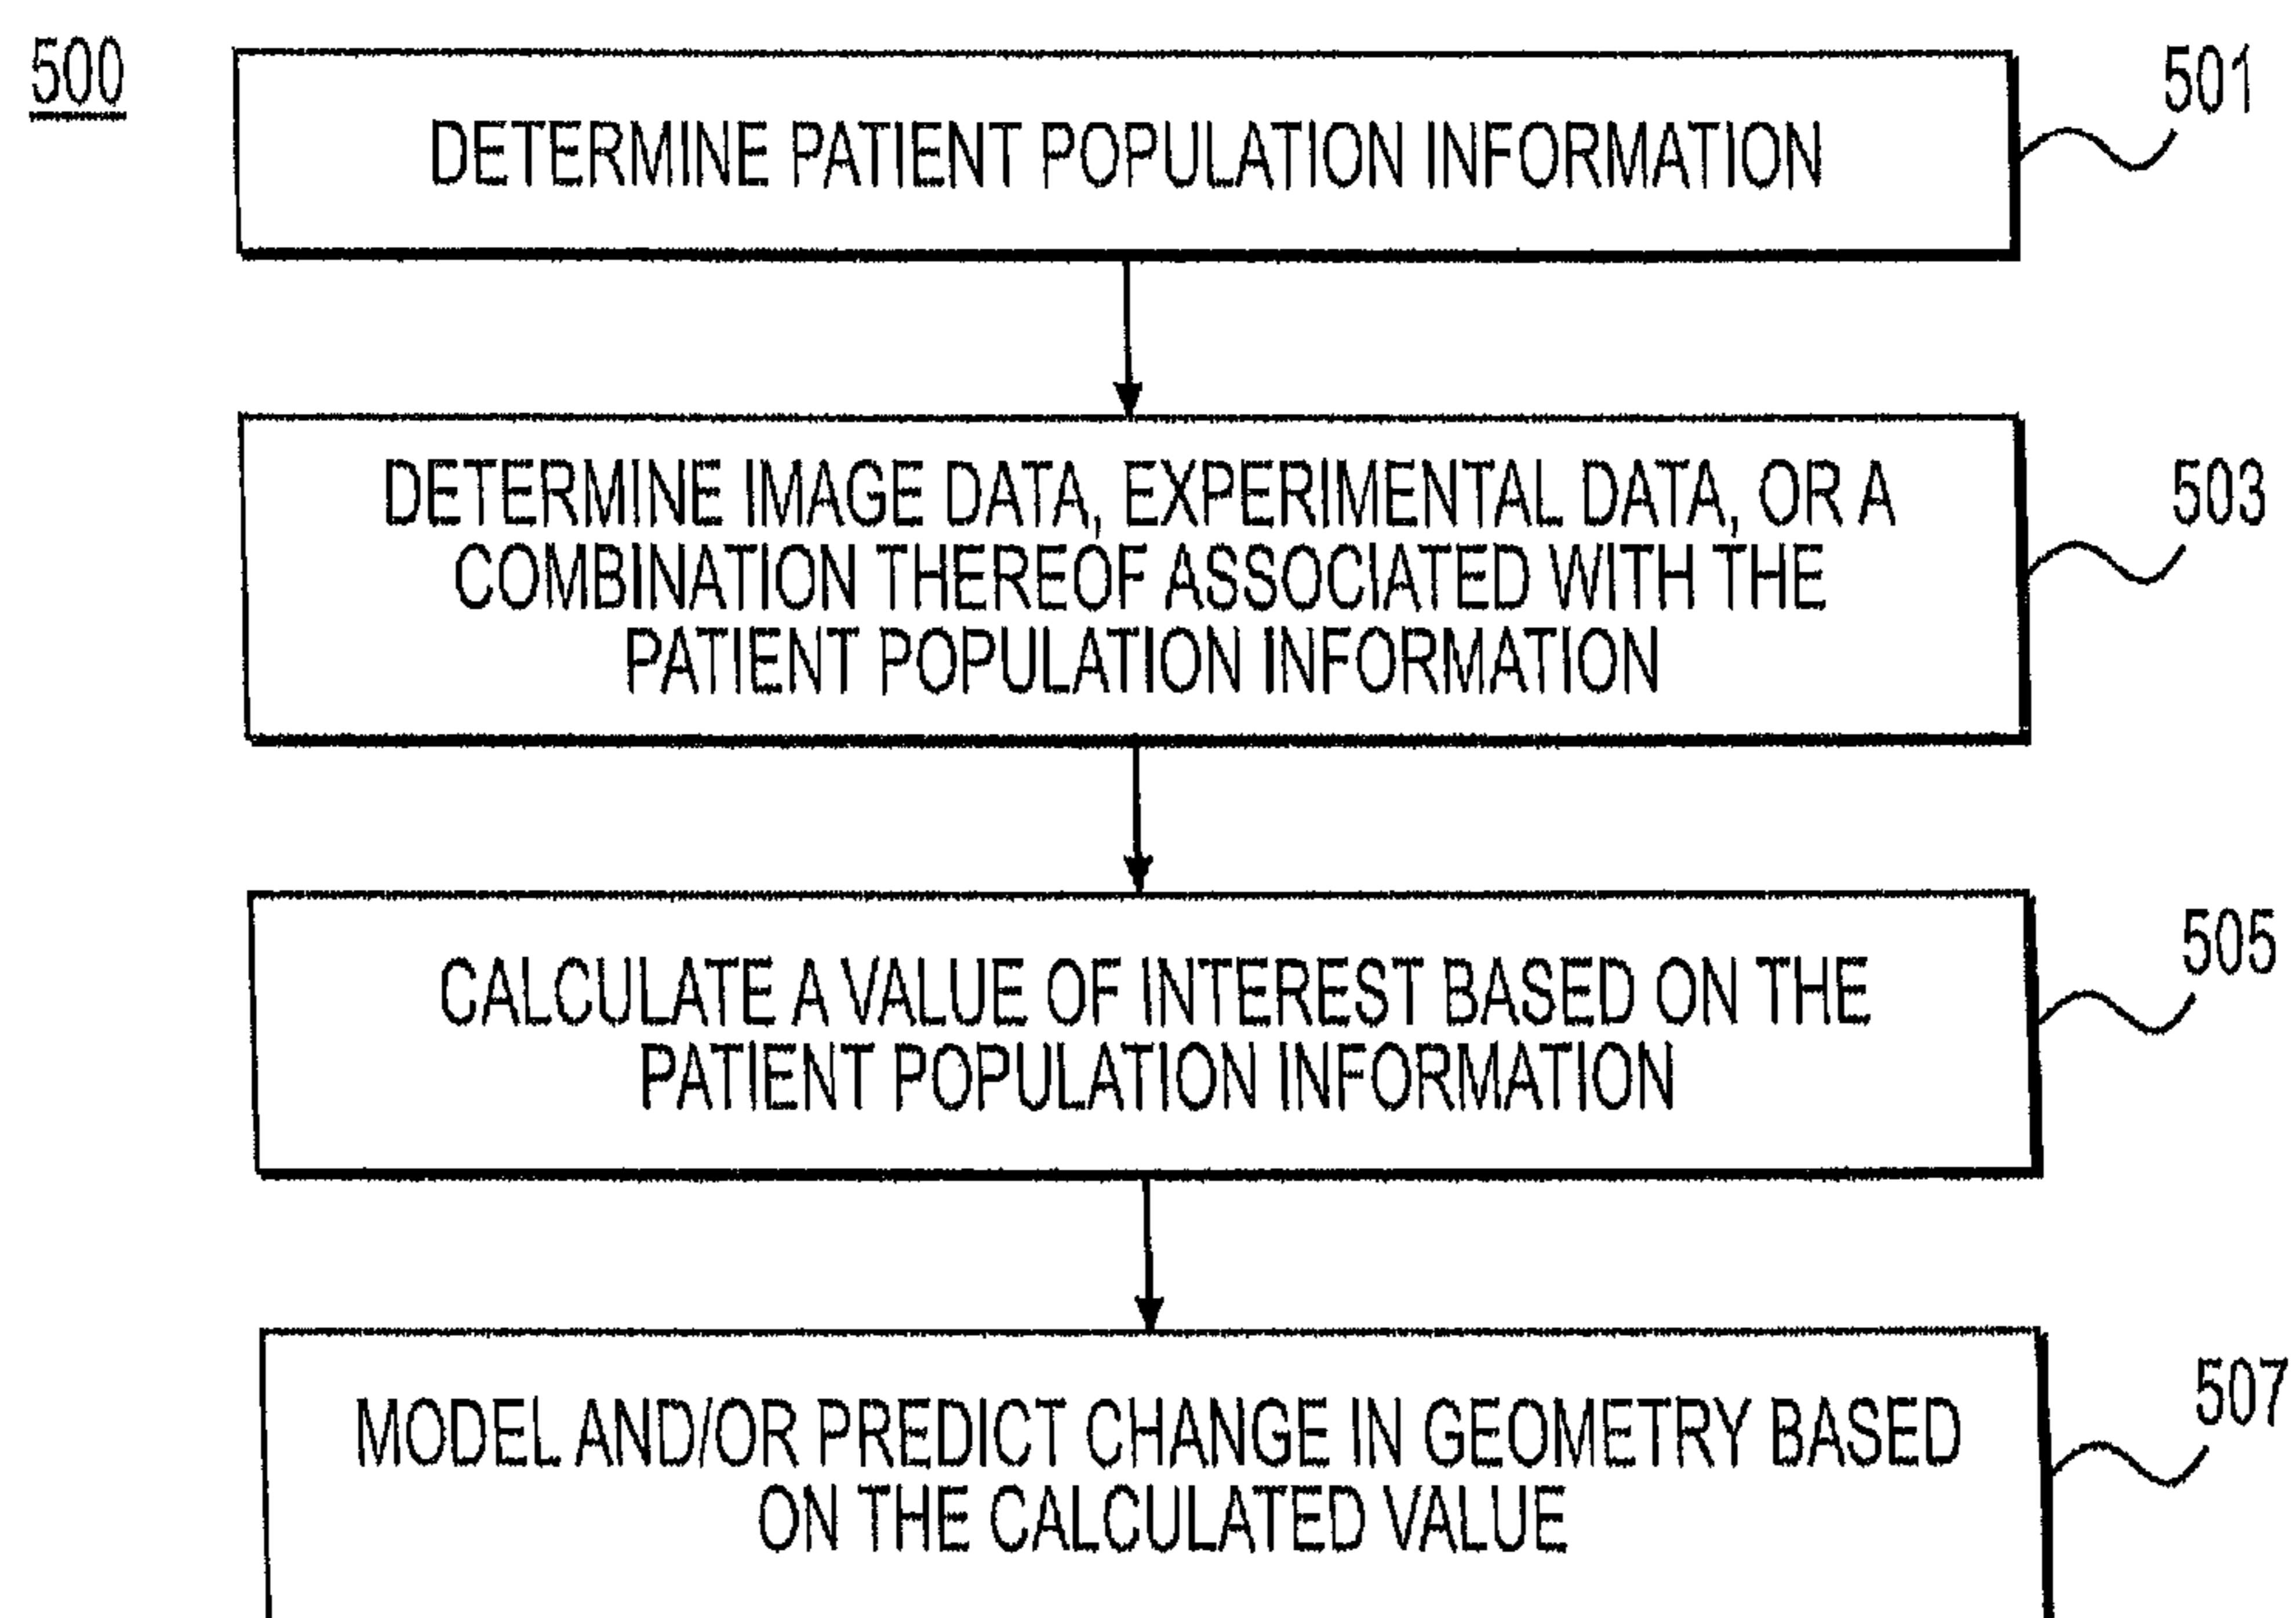 500
DETERMINE PATIENT POPULATION INFORMATION
501
DETERMINE IMAGE DATA, EXPERIMENTAL DATA, OR A
COMBINATION THEREOF ASSOCIATED WITH THE
PATIENT POPULATION INFORMATION
503
CALCULATE A VALUE OF INTEREST BASED ON THE
PATIENT POPULATION INFORMATION
505
MODEL AND/OR PREDICT CHANGE IN GEOMETRY BASED
ON THE CALCULATED VALUE
507